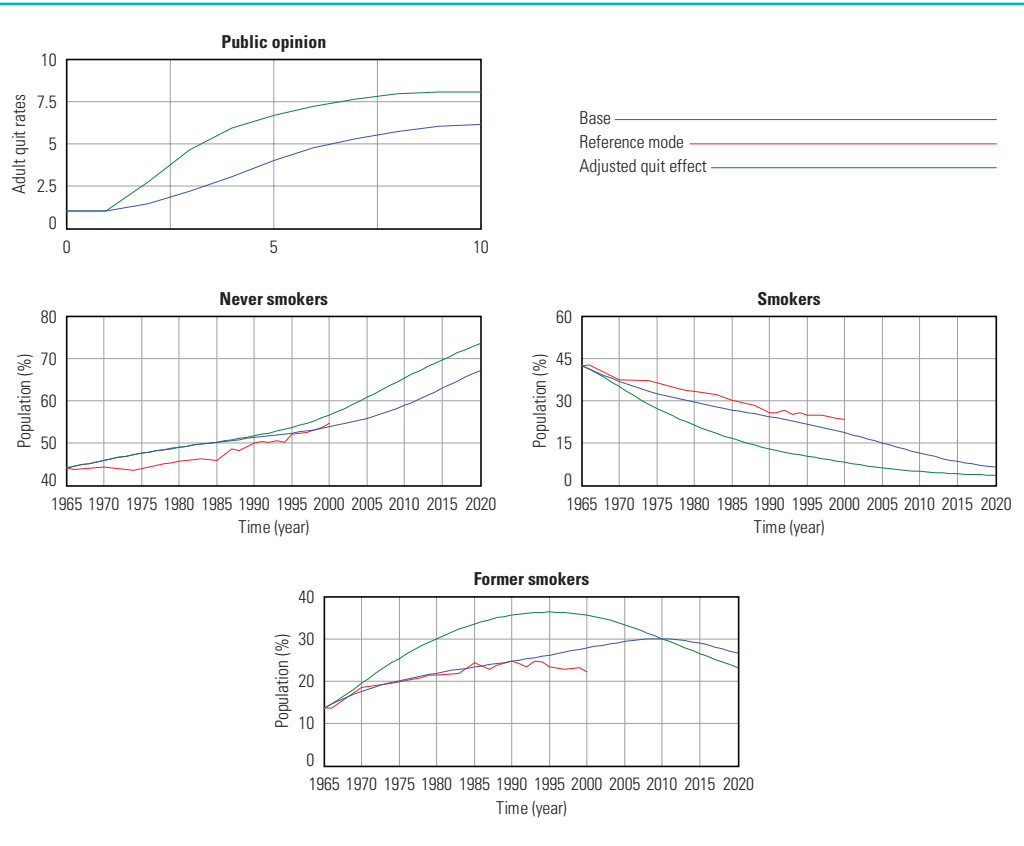 Public opinion
10
7.5
5
2.5
0
Adult quit rates
0 5 10
Base
Reference mode
Adjusted quit effect
Never smokers
80
70
60
50
40
Population (%)
1965 1970 1975 1980 1985 1990 1995 2000 2005 2010 2015 2020
Time (year)
Smokers
60
45
30
15
0
Population (%)
1965 1970 1975 1980 1985 1990 1995 2000 2005 2010 2015 2020
Time (year)
Former smokers
40
30
20
10
0
Population (%)
1965 1970 1975 1980 1985 1990 1995 2000 2005 2010 2015 2020
Time (year)